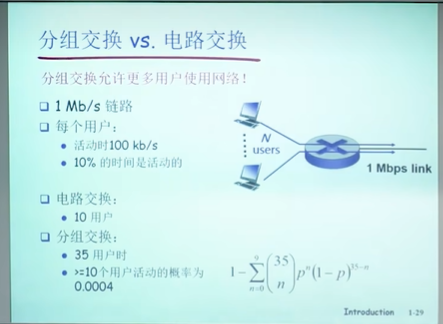 分组交换 vs. 电路交换
分组交换允许更多用户使用网络！
1 Mb/s 链路
每个用户：
活动时100 kb/s
10% 的时间是活动的
电路交换：
10 用户
分组交换：
35 用户时
>=10个用户活动的概率为
0.0004
N
users
1 Mbps link
1-∑(n=0 to 9) (35 n) pⁿ(1-p)³⁵⁻ⁿ
Introduction 1-29